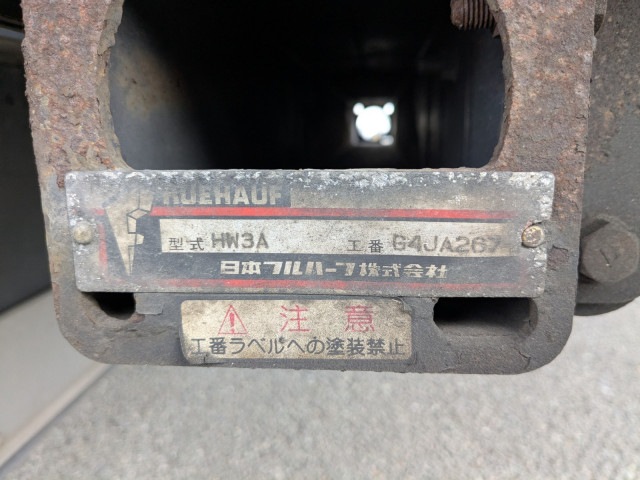 RUEHAUF
型式 HW3A 工番 G4JA267
日本フルハーフ株式会社
⚠ 注意
工番ラベルへの塗装禁止